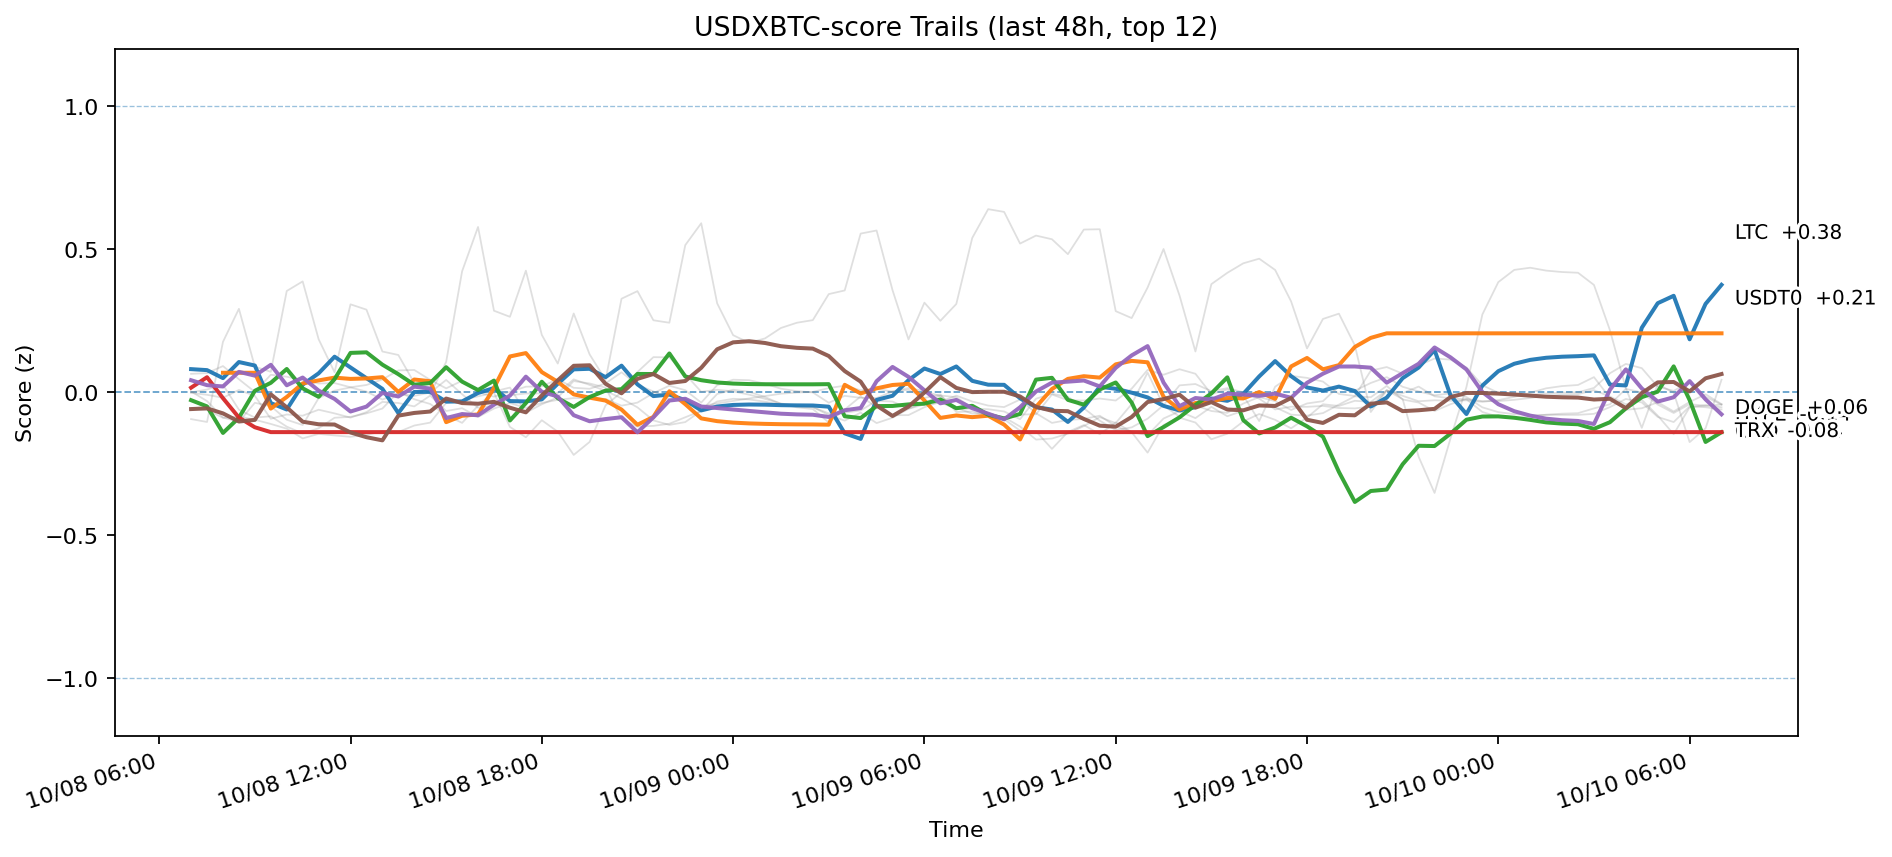 USDXBTC-score Trails (last 48h, top 12)
1.0
0.5
0.0
−0.5
−1.0
Score (z)
LTC +0.38
USDT0 +0.21
DOGE +0.06
TRX -0.08
10/08 06:00
10/08 12:00
10/08 18:00
10/09 00:00
10/09 06:00
10/09 12:00
10/09 18:00
10/10 00:00
10/10 06:00
Time